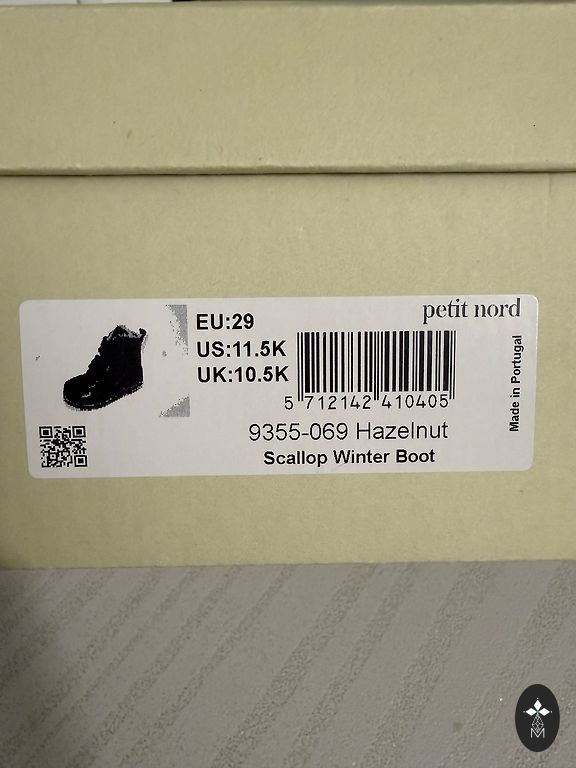 petit nord
EU:29
US:11.5K
UK:10.5K
5 712142 410405
Made in Portugal
9355-069 Hazelnut
Scallop Winter Boot
M